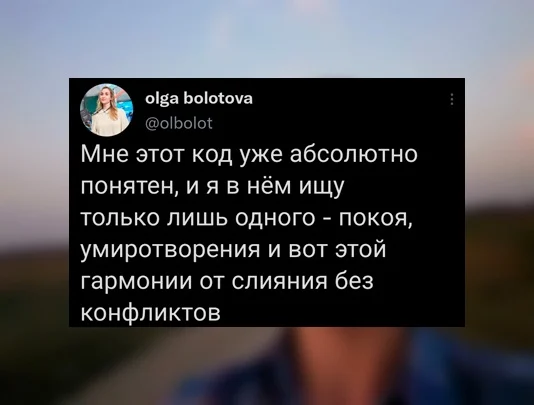 olga bolotova
@olbolot
Мне этот код уже абсолютно
понятен, и я в нём ищу
только лишь одного - покоя,
умиротворения и вот этой
гармонии от слияния без
конфликтов